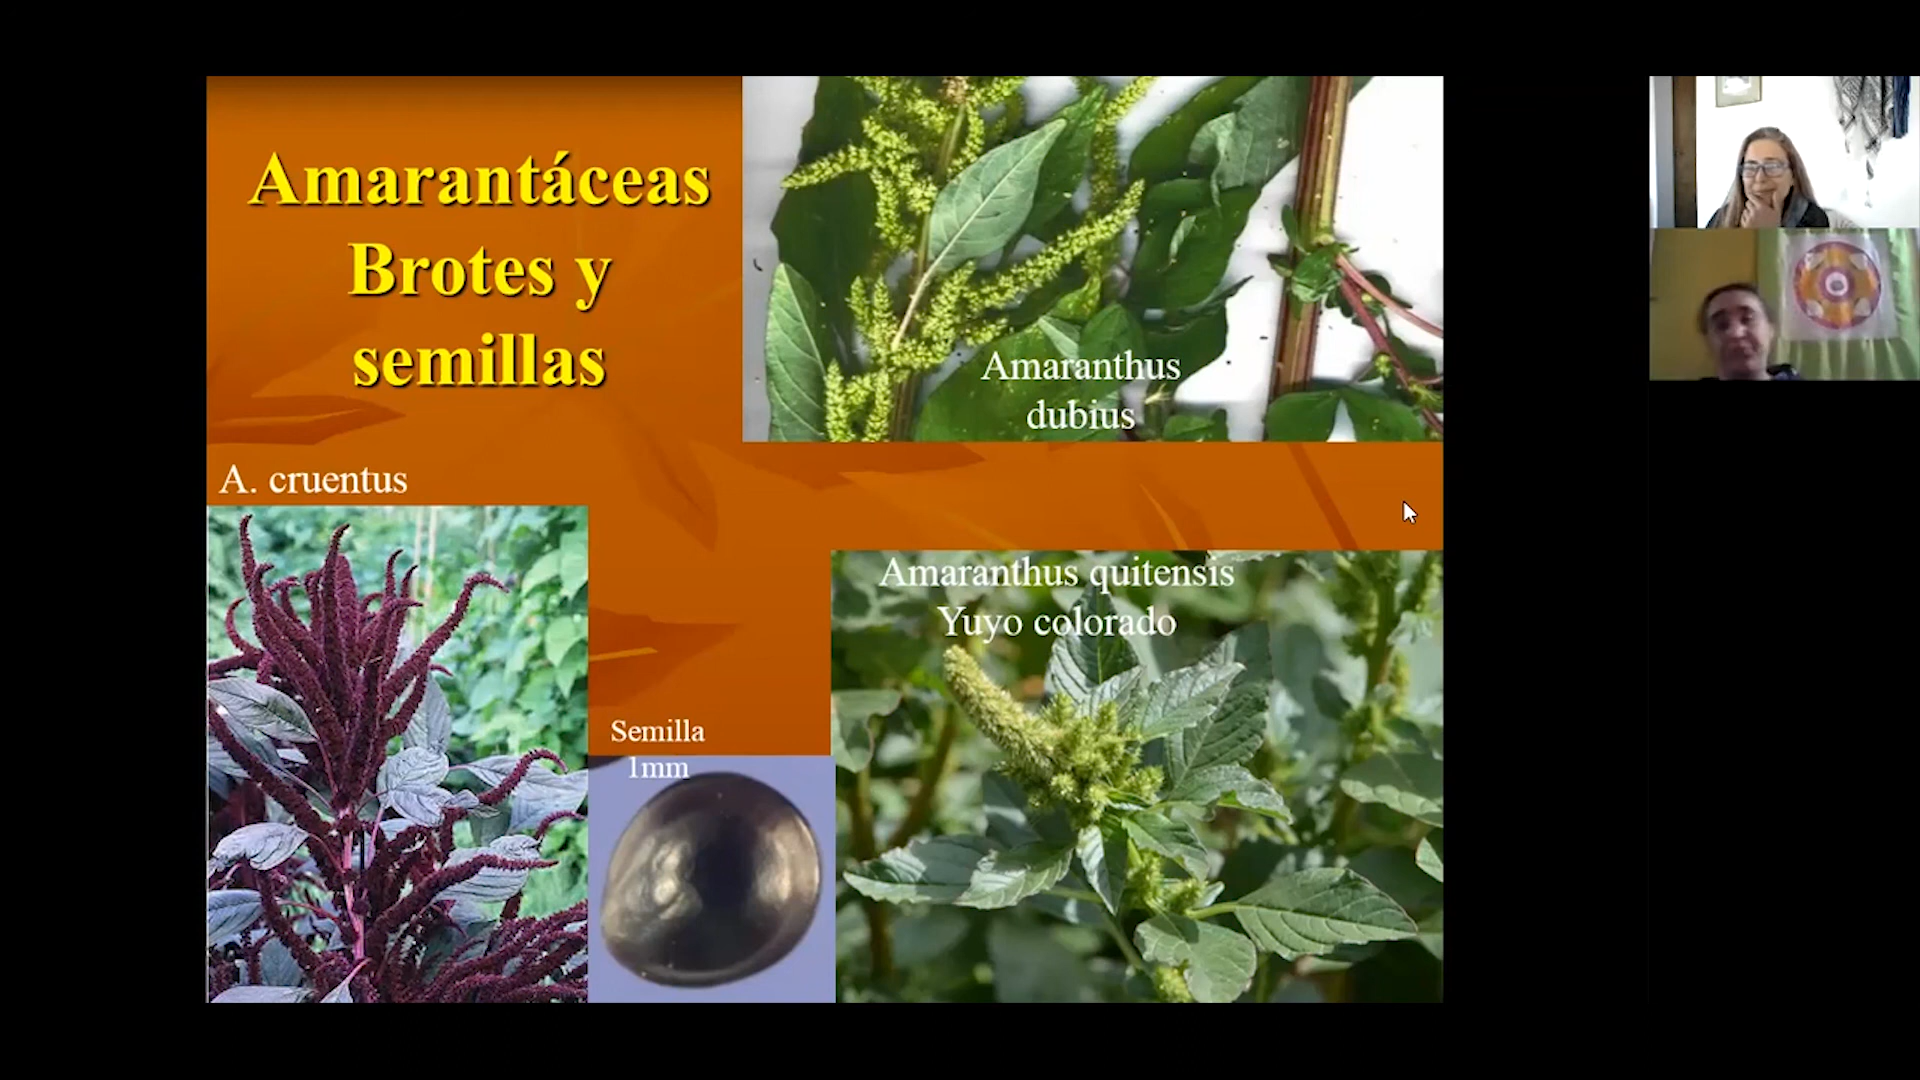 Amarantáceas
Brotes y
semillas
Amaranthus
dubius
A. cruentus
Amaranthus quitensis
Yuyo colorado
Semilla
1mm